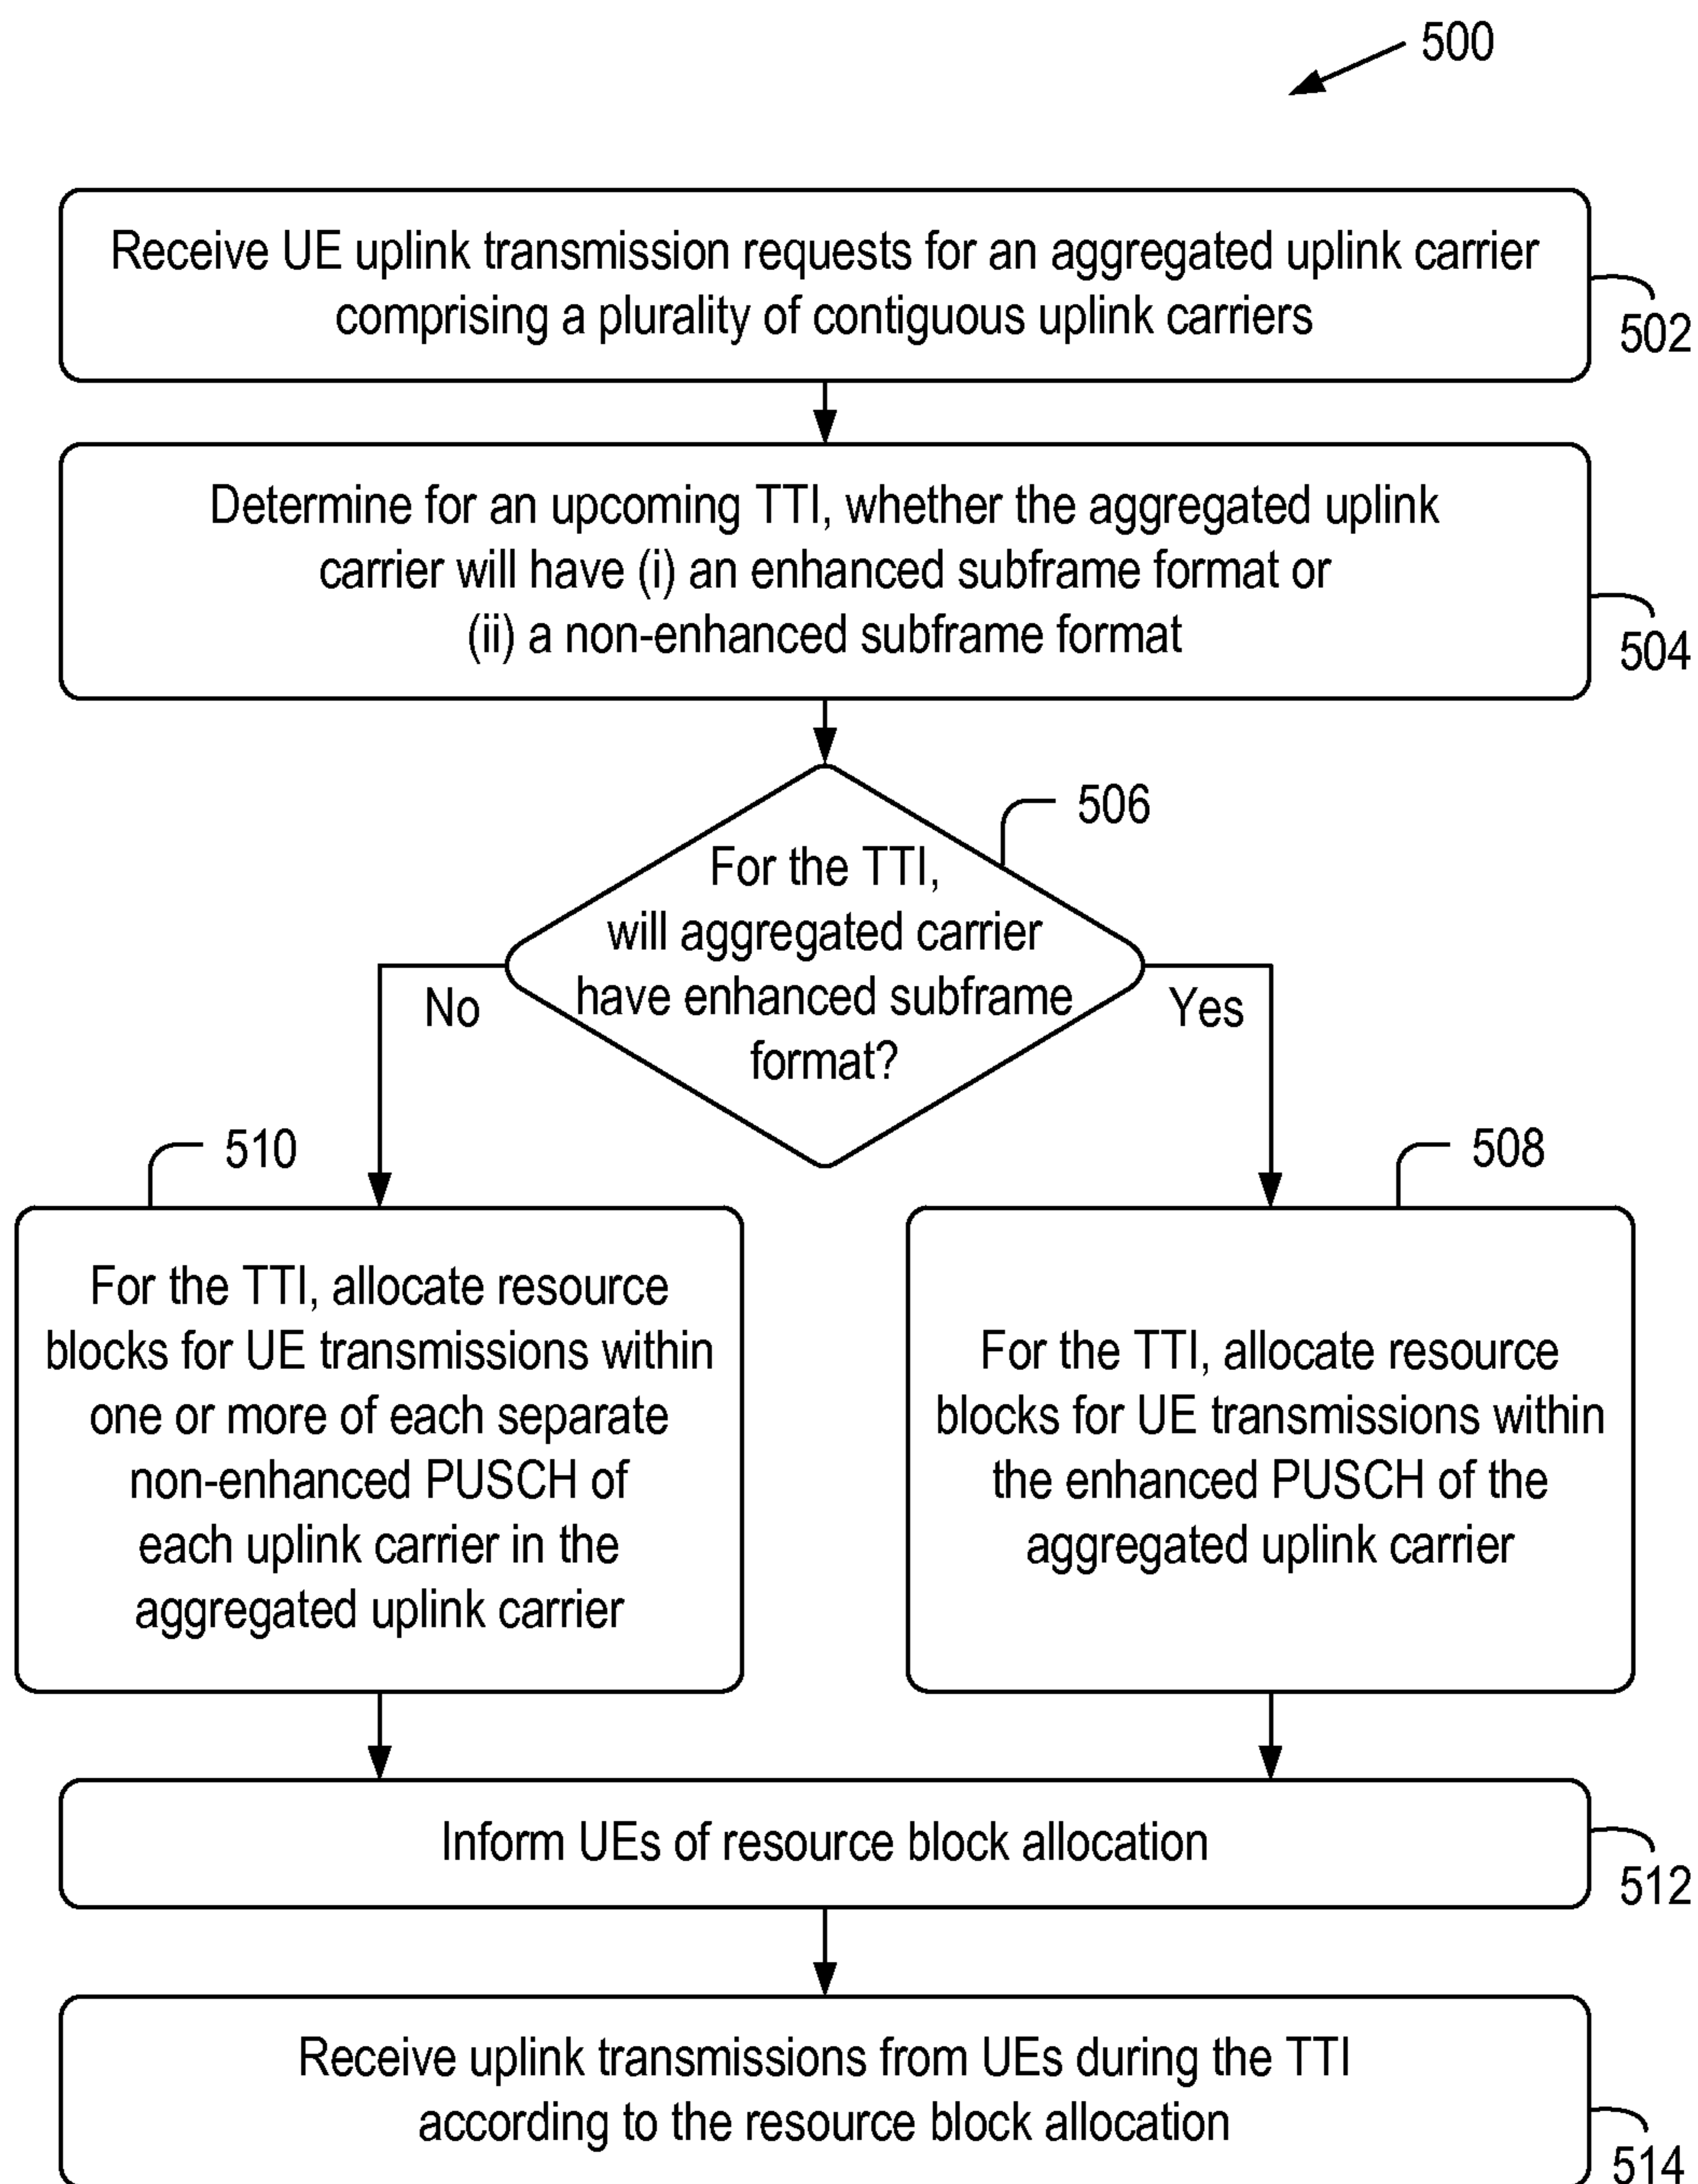 500
Receive UE uplink transmission requests for an aggregated uplink carrier
comprising a plurality of contiguous uplink carriers
502
Determine for an upcoming TTI, whether the aggregated uplink
carrier will have (i) an enhanced subframe format or
(ii) a non-enhanced subframe format
504
506
For the TTI,
will aggregated carrier
have enhanced subframe
format?
No
Yes
510
For the TTI, allocate resource
blocks for UE transmissions within
one or more of each separate
non-enhanced PUSCH of
each uplink carrier in the
aggregated uplink carrier
508
For the TTI, allocate resource
blocks for UE transmissions within
the enhanced PUSCH of the
aggregated uplink carrier
Inform UEs of resource block allocation
512
Receive uplink transmissions from UEs during the TTI
according to the resource block allocation
514